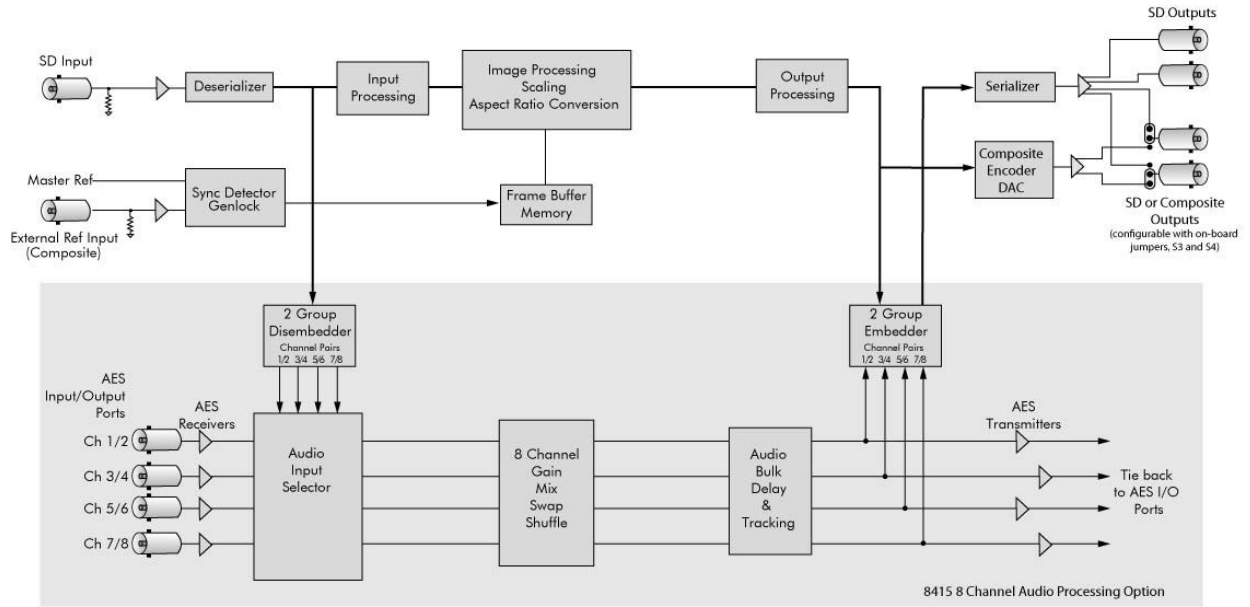 SD Outputs
SD Input
Deserializer
Input
Processing
Image Processing
Scaling
Aspect Ratio Conversion
Output
Processing
Serializer
Master Ref
Sync Detector
Genlock
Frame Buffer
Memory
Composite
Encoder
DAC
External Ref Input
(Composite)
SD or Composite
Outputs
(configurable with on-board
jumpers, S3 and S4)
2 Group
Disembedder
Channel Pairs
1/2 3/4 5/6 7/8
2 Group
Embedder
Channel Pairs
1/2 3/4 5/6 7/8
AES
Input/Output
Ports
AES
Receivers
AES
Transmitters
Ch 1/2
Ch 3/4
Ch 5/6
Ch 7/8
Audio
Input
Selector
8 Channel
Gain
Mix
Swap
Shuffle
Audio
Bulk
Delay
&
Tracking
Tie back
to AES I/O
Ports
8415 8 Channel Audio Processing Option